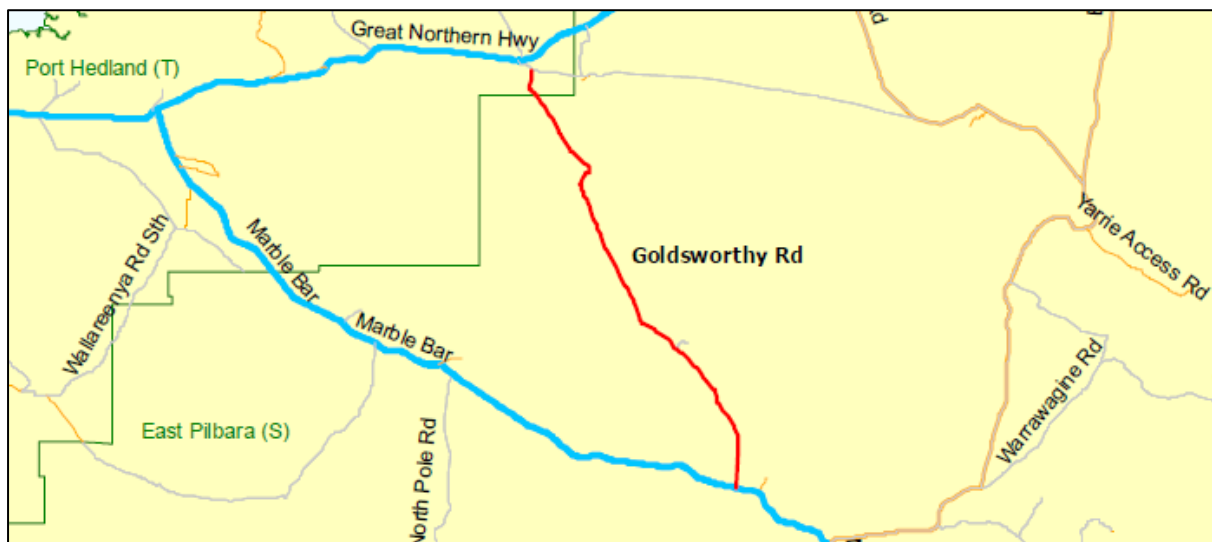 Great Northern Hwy
Port Hedland (T)
Yarrie Access Rd
Wallareenya Rd Sth
Marble Bar
Goldsworthy Rd
Marble Bar
Warrawagine Rd
East Pilbara (S)
North Pole Rd